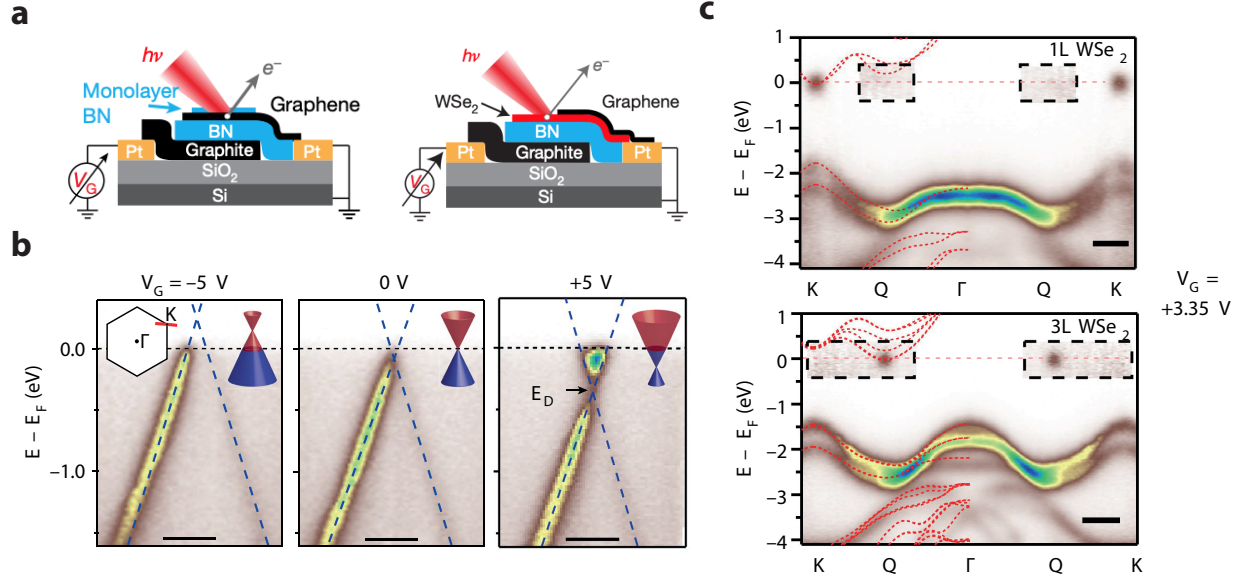 a
hν
e⁻
Monolayer
BN
Graphene
BN
Pt
Graphite
Pt
V_G
SiO₂
Si
hν
e⁻
WSe₂
Graphene
BN
Pt
Graphite
Pt
V_G
SiO₂
Si
b
V_G = −5 V
0 V
+5 V
K
Γ
E_D
E − E_F (eV)
0.0
−1.0
c
1L WSe₂
E − E_F (eV)
1
0
−1
−2
−3
−4
K Q Γ Q K
V_G =
+3.35 V
3L WSe₂
E − E_F (eV)
1
0
−1
−2
−3
−4
K Q Γ Q K